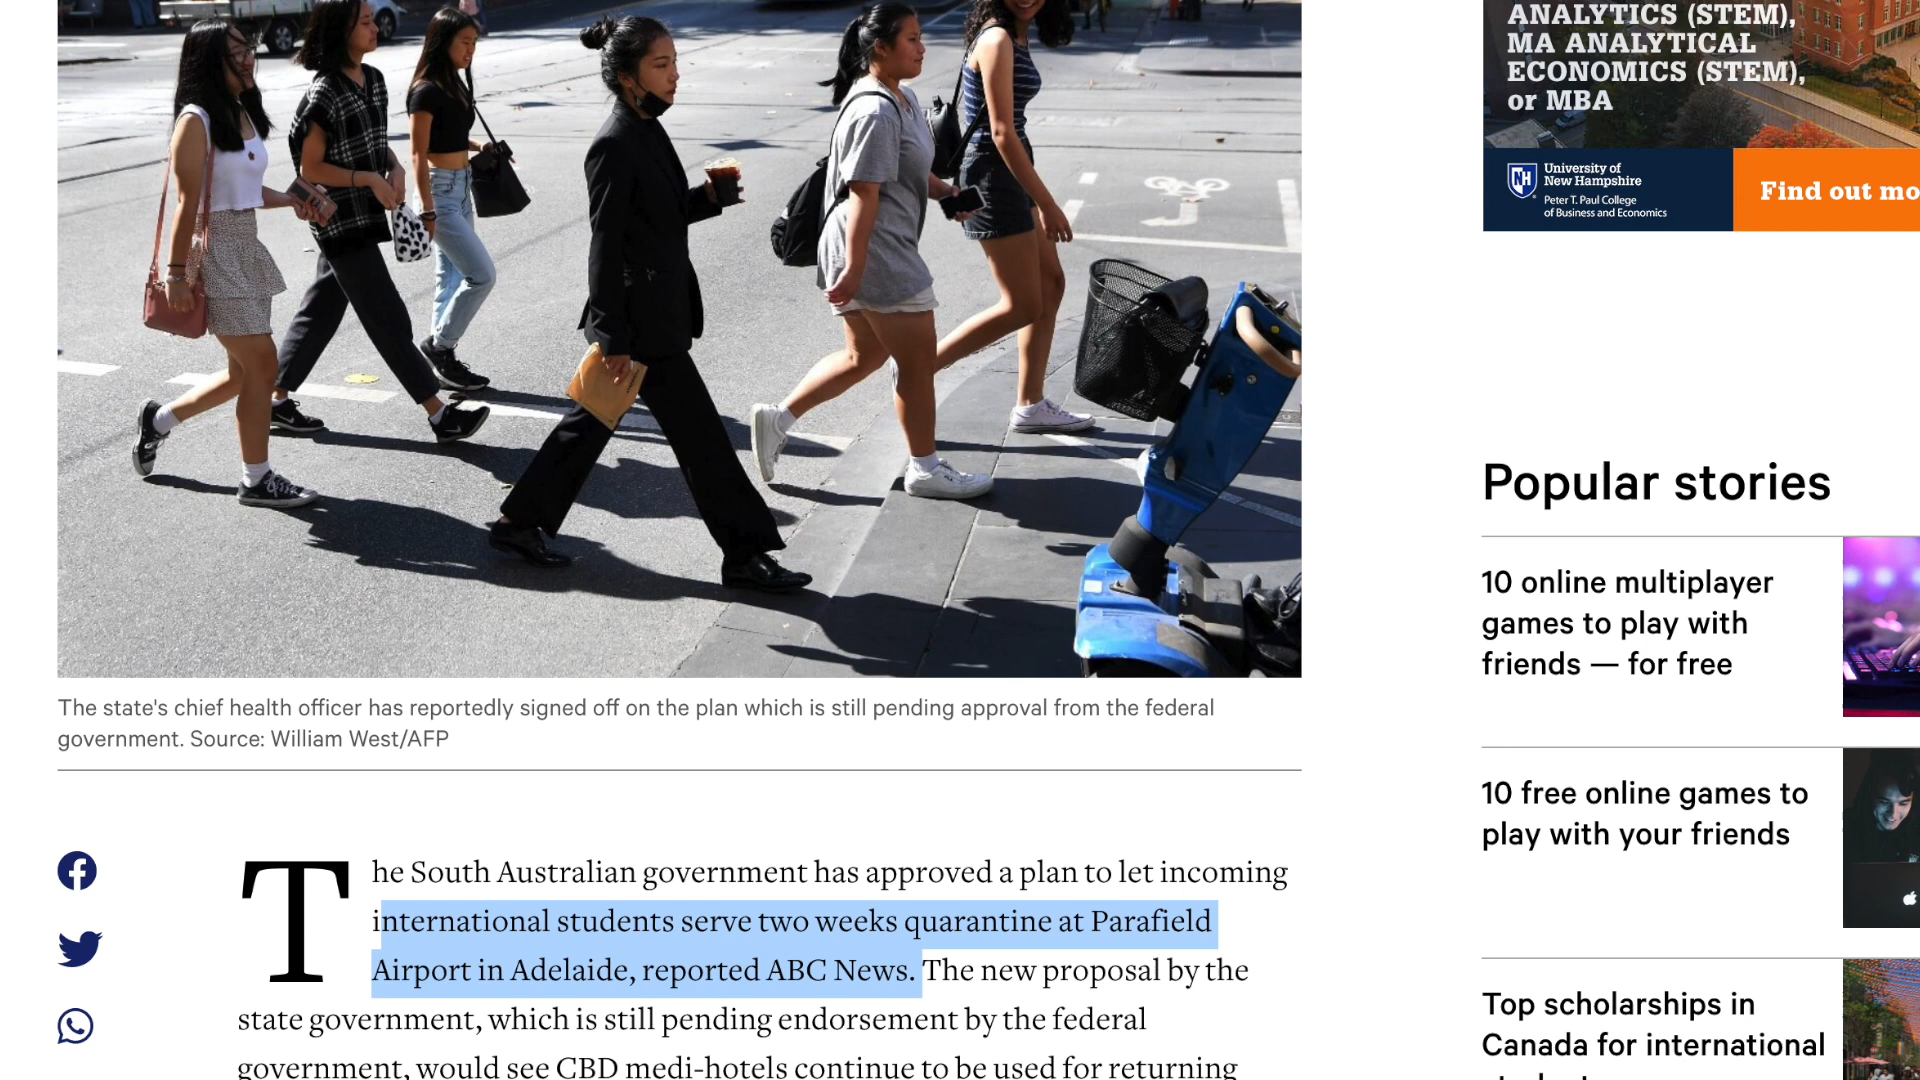 ANALYTICS (STEM),
MA ANALYTICAL
ECONOMICS (STEM),
or MBA
University of
New Hampshire
Peter T. Paul College
of Business and Economics
NH
Find out mo
The state's chief health officer has reportedly signed off on the plan which is still pending approval from the federal
government. Source: William West/AFP
The South Australian government has approved a plan to let incoming
international students serve two weeks quarantine at Parafield
Airport in Adelaide, reported ABC News. The new proposal by the
state government, which is still pending endorsement by the federal
government, would see CBD medi-hotels continue to be used for returning
Popular stories
10 online multiplayer
games to play with
friends — for free
10 free online games to
play with your friends
Top scholarships in
Canada for international